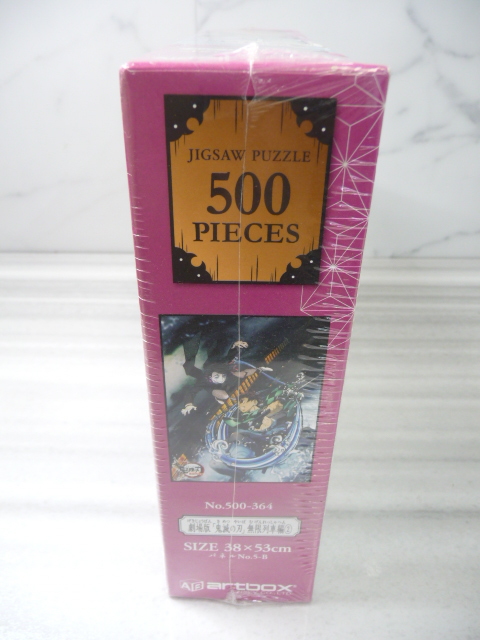 JIGSAW PUZZLE
500
PIECES
No.500-364
劇場版「鬼滅の刃」無限列車編②
SIZE 38×53cm
パネルNo.5-B
artbox